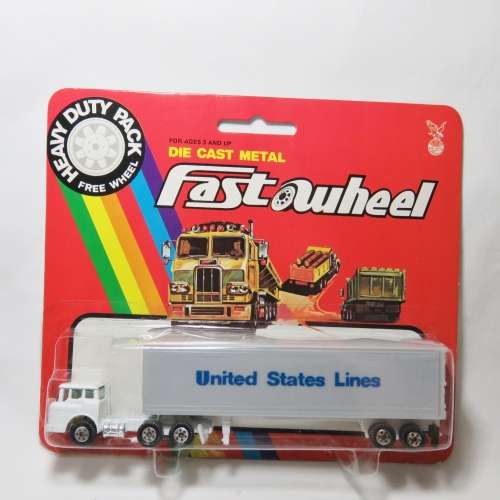 HEAVY DUTY PACK
FREE WHEEL
FOR AGES 3 AND UP
DIE CAST METAL
Fastwheel
United States Lines